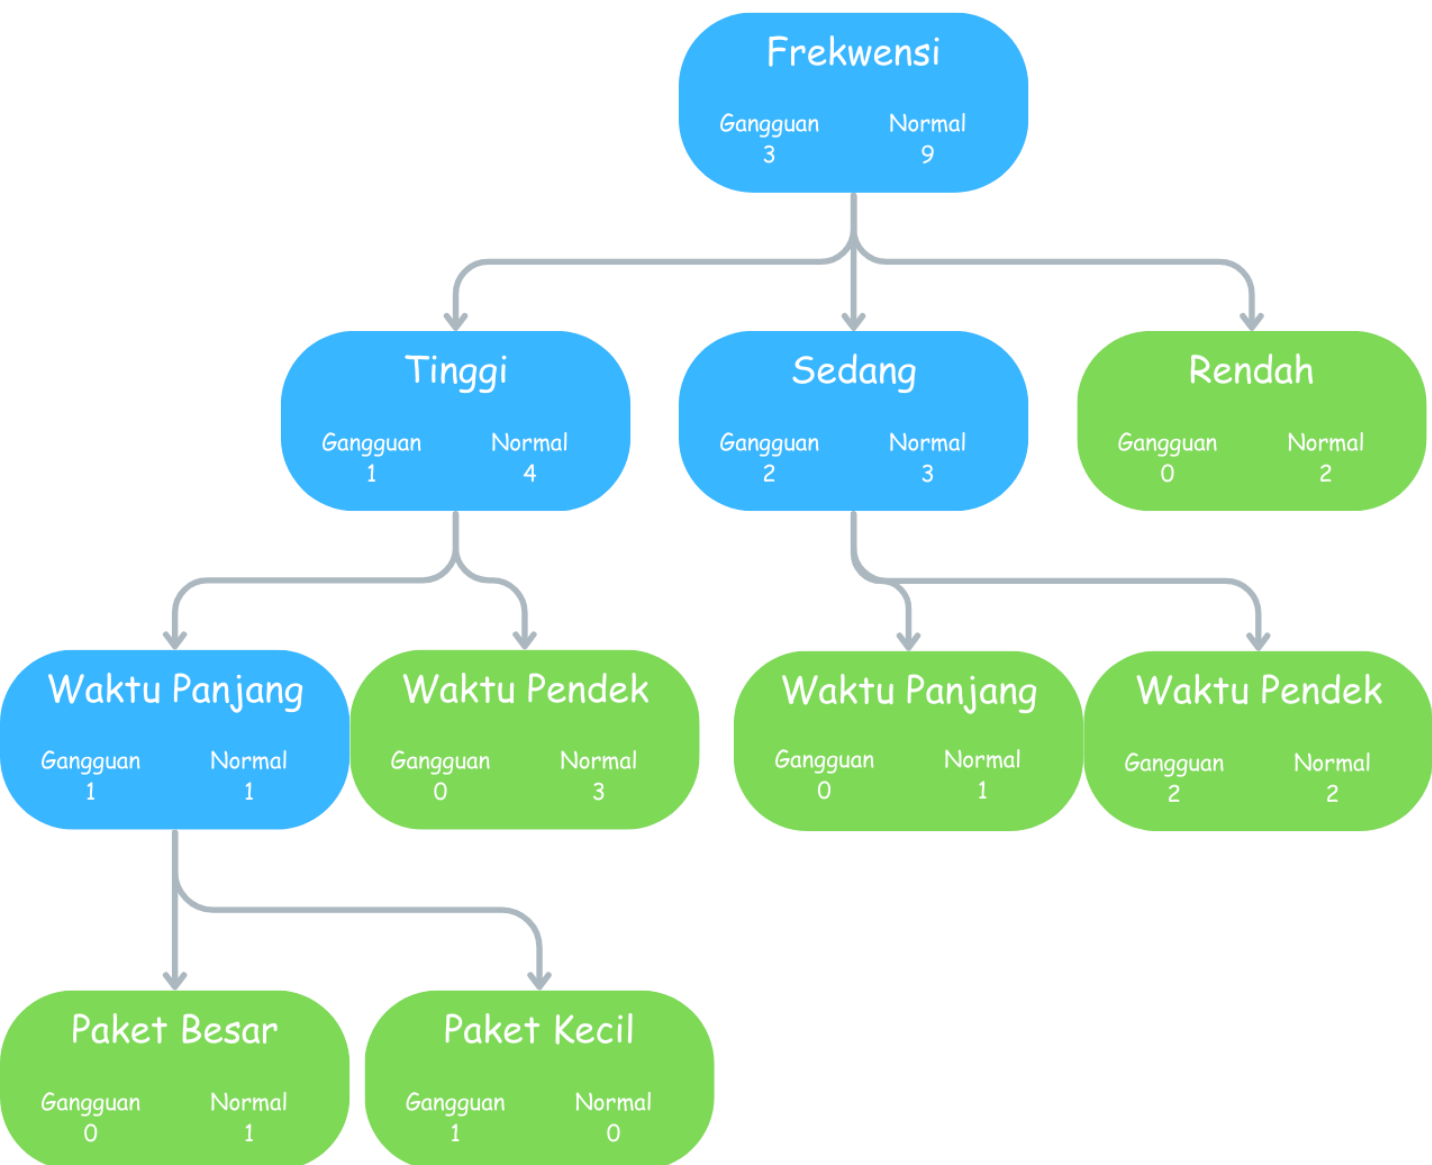 Frekwensi
Gangguan Normal
3 9
Tinggi
Gangguan Normal
1 4
Sedang
Gangguan Normal
2 3
Rendah
Gangguan Normal
0 2
Waktu Panjang
Gangguan Normal
1 1
Waktu Pendek
Gangguan Normal
0 3
Waktu Panjang
Gangguan Normal
0 1
Waktu Pendek
Gangguan Normal
2 2
Paket Besar
Gangguan Normal
0 1
Paket Kecil
Gangguan Normal
1 0